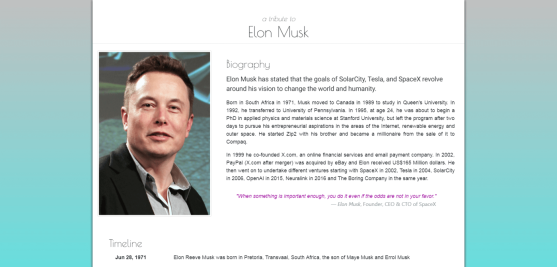 a tribute to
Elon Musk
Biography
Elon Musk has stated that the goals of SolarCity, Tesla, and SpaceX revolve
around his vision to change the world and humanity.
Born in South Africa in 1971, Musk moved to Canada in 1989 to study in Queen's University. In
1992, he transferred to University of Pennsylvania. In 1995, at age 24, he was about to begin a
PhD in applied physics and materials science at Stanford University, but left the program after two
days to pursue his entrepreneurial aspirations in the areas of the Internet, renewable energy and
outer space. He started Zip2 with his brother and became a millionaire from the sale of it to
Compaq.
In 1999 he co-founded X.com, an online financial services and email payment company. In 2002,
PayPal (X.com after merger) was acquired by eBay and Elon received US$165 Million dollars. He
then went on to undertake different ventures starting with SpaceX in 2002, Tesla in 2004, SolarCity
in 2006, OpenAI in 2015, Neuralink in 2016 and The Boring Company in the same year.
"When something is important enough, you do it even if the odds are not in your favor."
— Elon Musk Founder, CEO & CTO of SpaceX
Timeline
Jun 28, 1971 Elon Reeve Musk was born in Pretoria, Transvaal, South Africa, the son of Maye Musk and Errol Musk